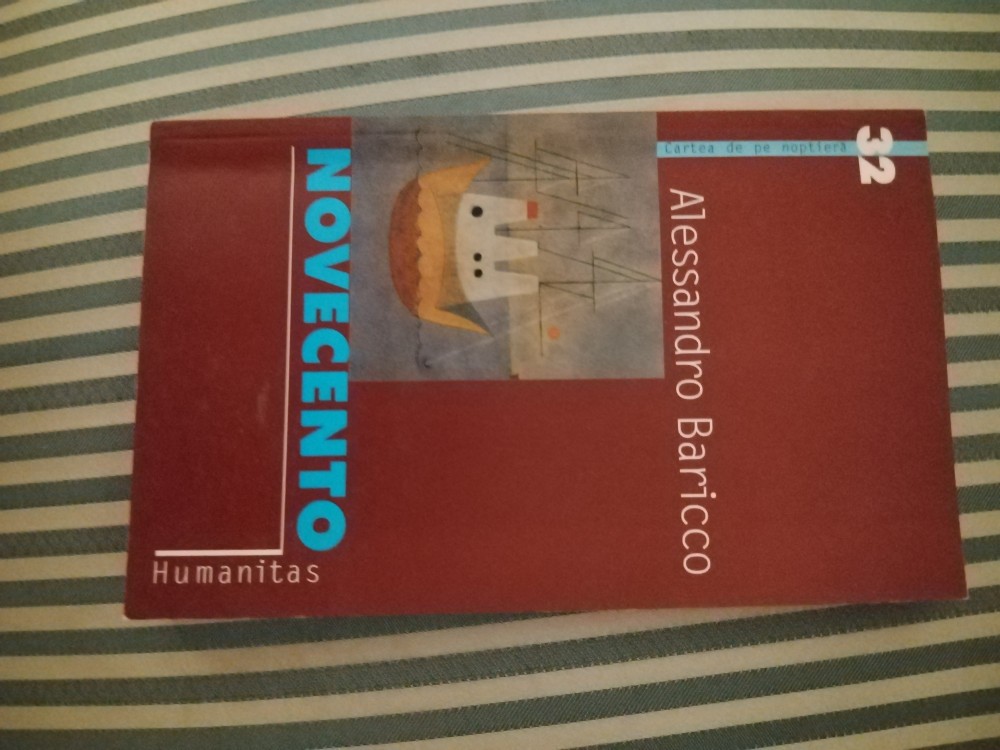 32
Cartea de pe noptieră
Alessandro Baricco
NOVECENTO
Humanitas